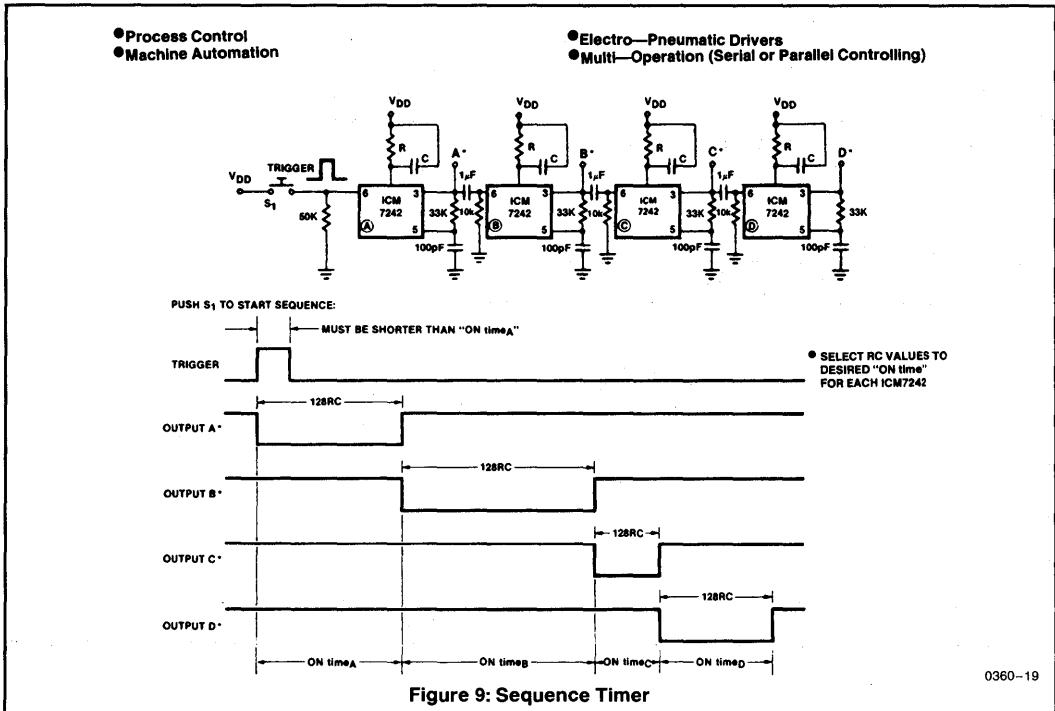 ●Process Control
●Machine Automation
●Electro—Pneumatic Drivers
●Multi—Operation (Serial or Parallel Controlling)
VDD VDD VDD VDD
R C A* R C B* R C C* R C D*
TRIGGER 1µF 1µF 1µF
VDD S1 6 ICM 7242 3 6 ICM 7242 3 6 ICM 7242 3 6 ICM 7242 3
50K A 5 33K 10k B 5 33K 10k C 5 33K 10k D 5 33K
100pF 100pF 100pF 100pF
PUSH S1 TO START SEQUENCE:
MUST BE SHORTER THAN "ON timeA"
TRIGGER
● SELECT RC VALUES TO
DESIRED "ON time"
FOR EACH ICM7242
128RC
OUTPUT A*
128RC
OUTPUT B*
128RC
OUTPUT C*
128RC
OUTPUT D*
ON timeA ON timeB ON timeC ON timeD
0360–19
Figure 9: Sequence Timer